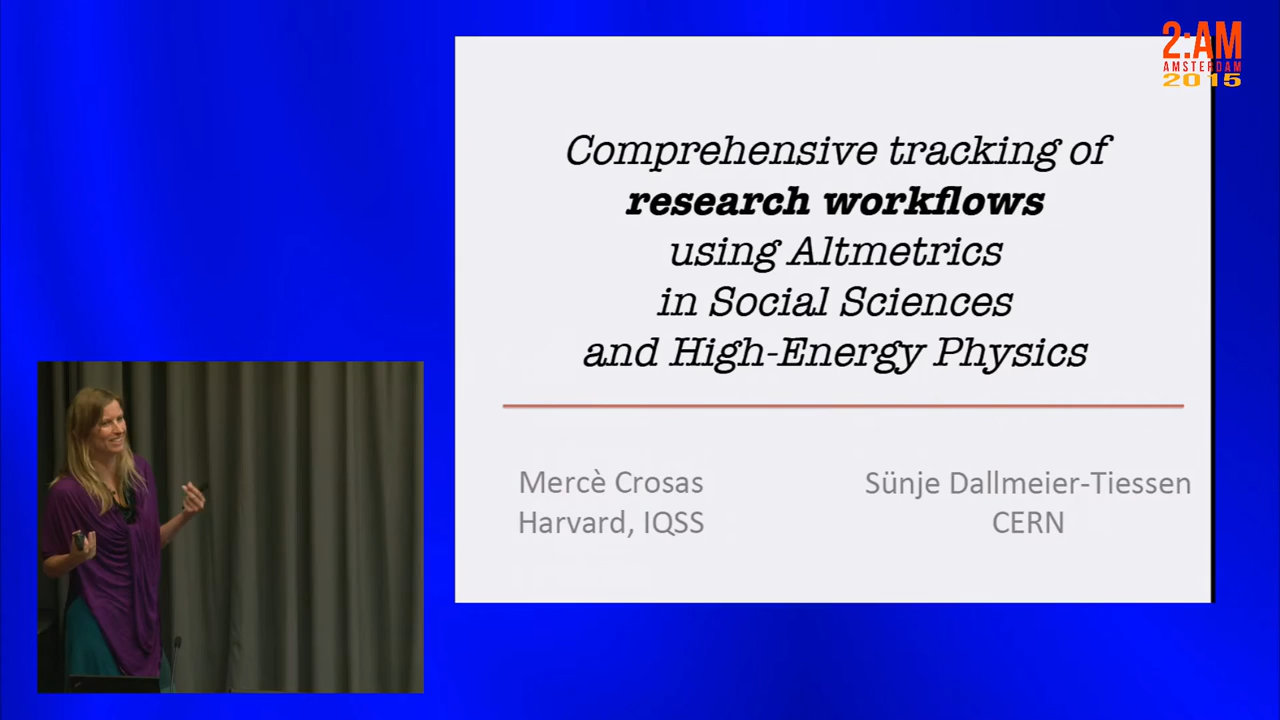 2:AM
AMSTERDAM
2015
Comprehensive tracking of
research workflows
using Altmetrics
in Social Sciences
and High-Energy Physics
Mercè Crosas
Harvard, IQSS
Sünje Dallmeier-Tiessen
CERN